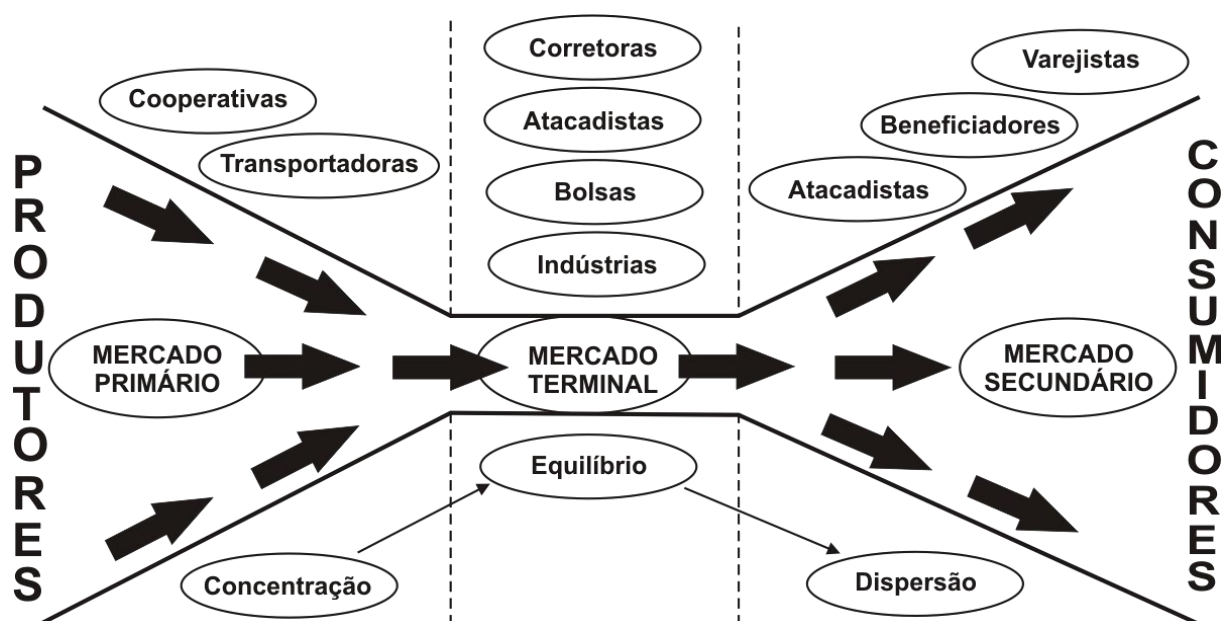 PRODUTORES
Cooperativas
Transportadoras
MERCADO
PRIMÁRIO
Concentração
Corretoras
Atacadistas
Bolsas
Indústrias
MERCADO
TERMINAL
Equilíbrio
Varejistas
Beneficiadores
Atacadistas
MERCADO
SECUNDÁRIO
Dispersão
CONSUMIDORES